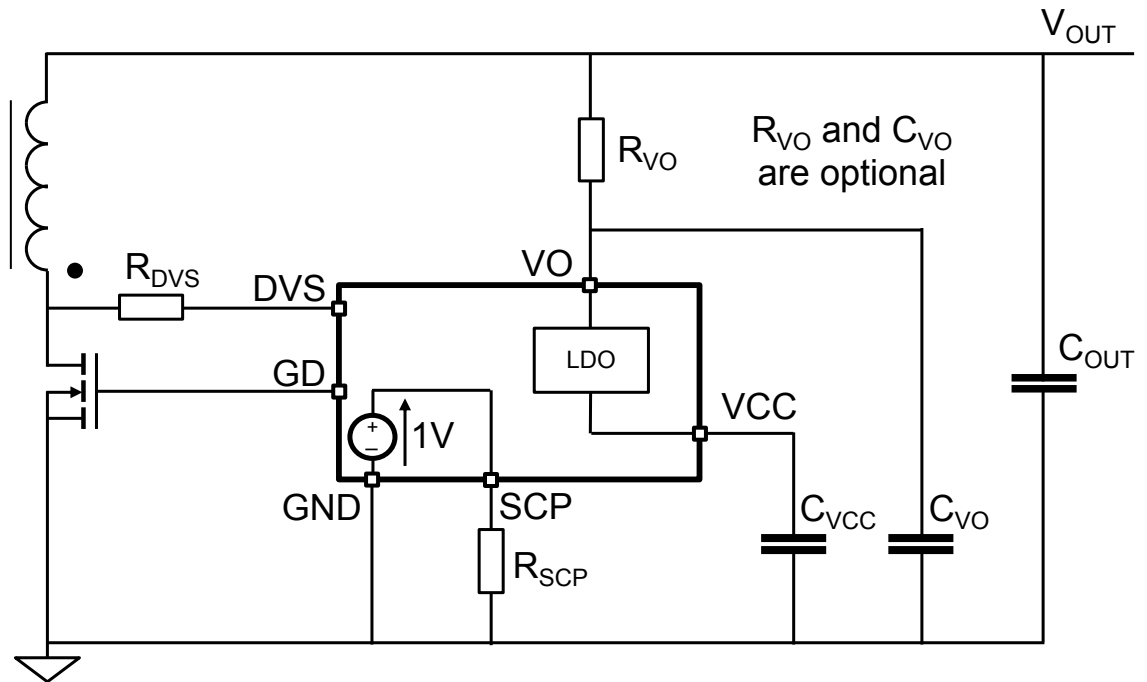 VOUT
RVO
RVO and CVO
are optional
RDVS
DVS
VO
LDO
COUT
GD
VCC
+
−
1V
GND
SCP
CVCC
CVO
RSCP